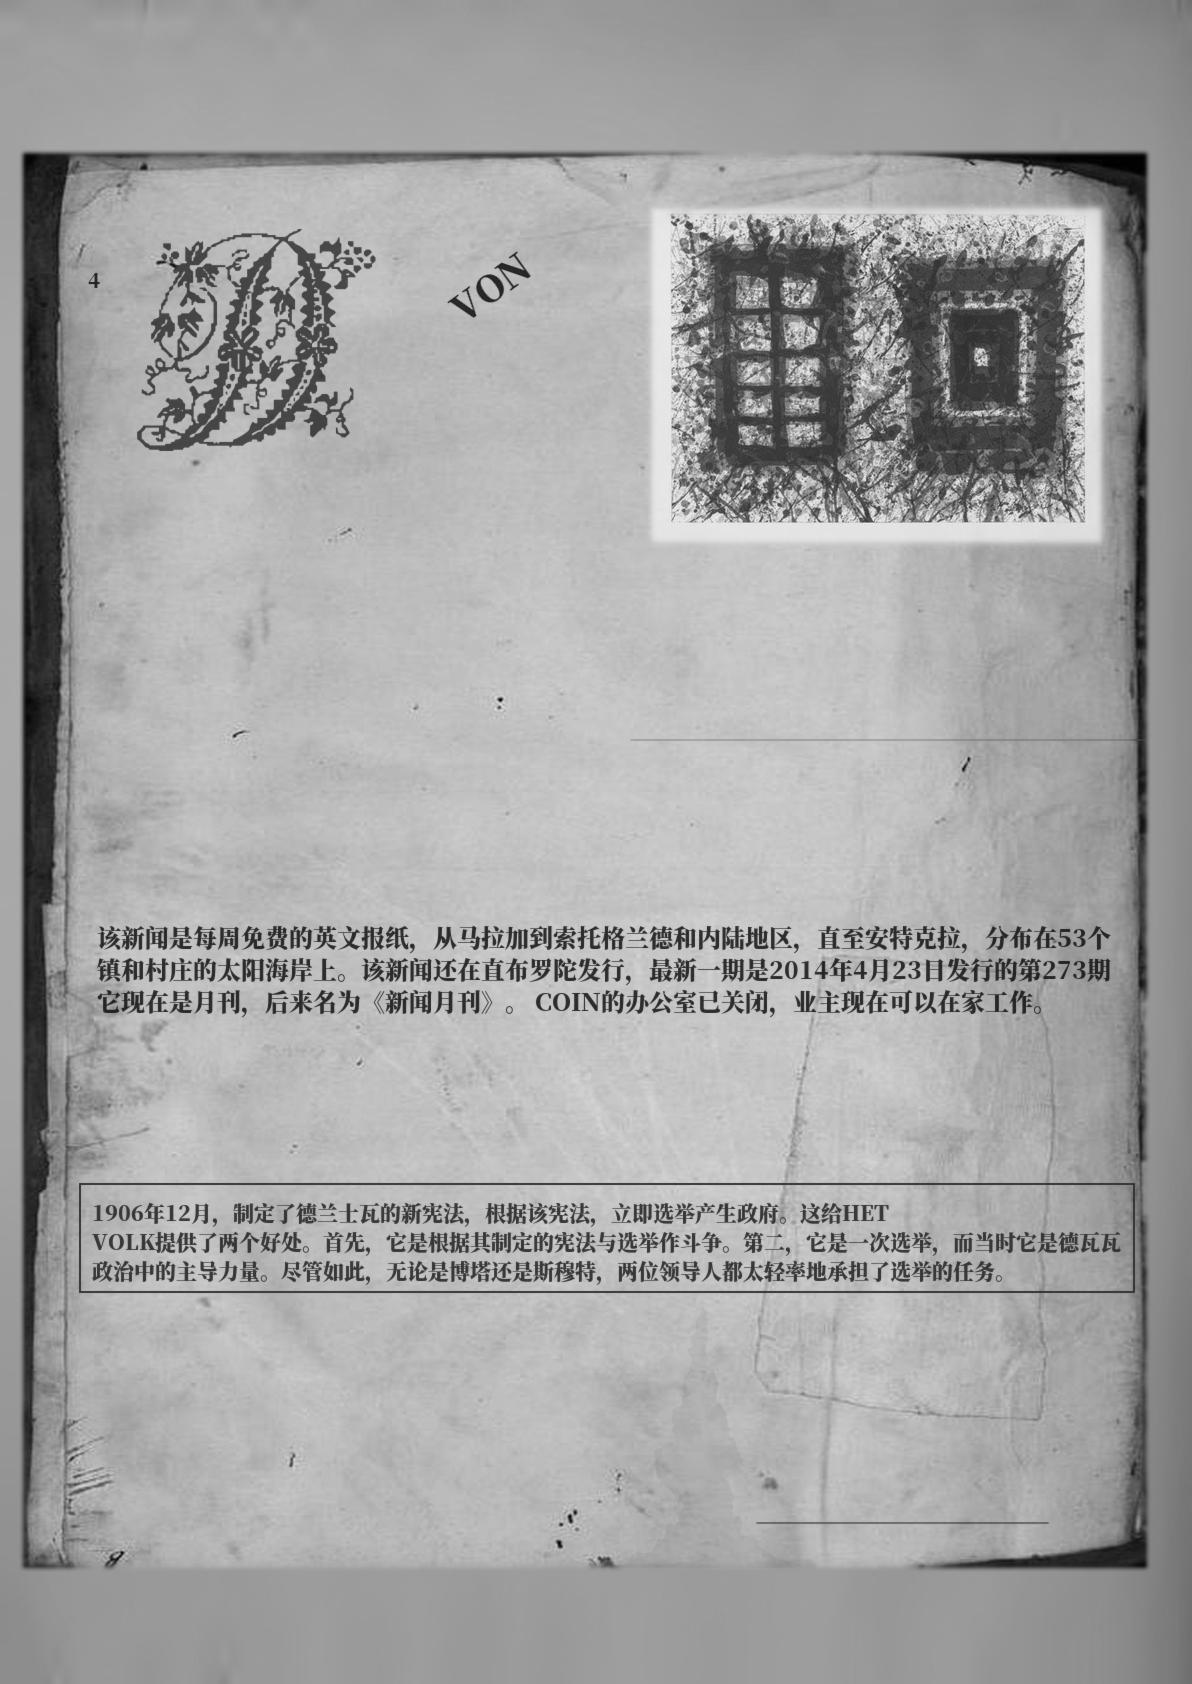 4
VON
该新闻是每周免费的英文报纸，从马拉加到索托格兰德和内陆地区，直至安特克拉，分布在53个
镇和村庄的太阳海岸上。该新闻还在直布罗陀发行，最新一期是2014年4月23日发行的第273期
它现在是月刊，后来名为《新闻月刊》。 COIN的办公室已关闭，业主现在可以在家工作。
1906年12月，制定了德兰士瓦的新宪法，根据该宪法，立即选举产生政府。这给HET
VOLK提供了两个好处。首先，它是根据其制定的宪法与选举作斗争。第二，它是一次选举，而当时它是德瓦瓦
政治中的主导力量。尽管如此，无论是博塔还是斯穆特，两位领导人都太轻率地承担了选举的任务。